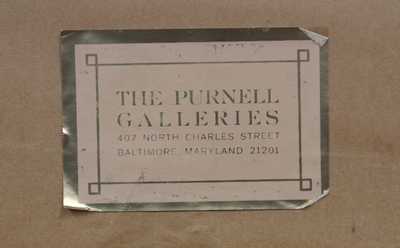 THE PURNELL
GALLERIES
407 NORTH CHARLES STREET
BALTIMORE, MARYLAND 21201